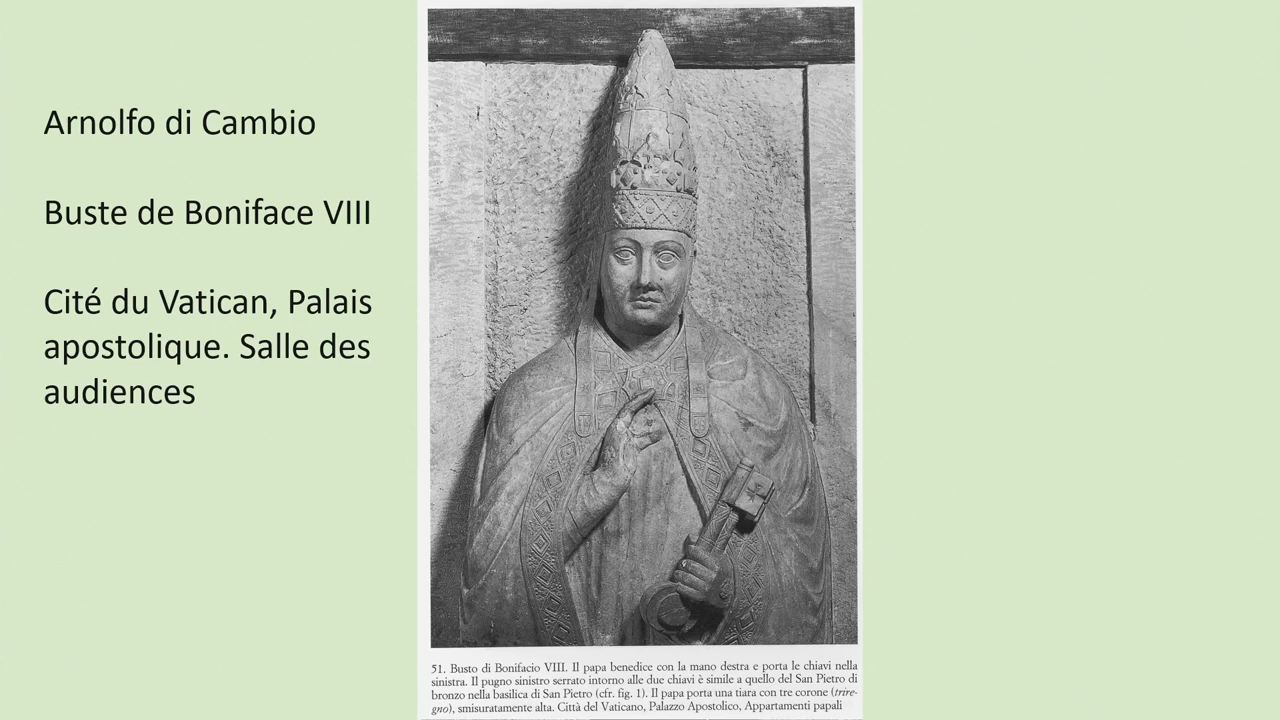 Arnolfo di Cambio
Buste de Boniface VIII
Cité du Vatican, Palais
apostolique. Salle des
audiences
51. Busto di Bonifacio VIII. Il papa benedice con la mano destra e porta le chiavi nella
sinistra. Il pugno sinistro serrato intorno alle due chiavi è simile a quello del San Pietro di
bronzo nella basilica di San Pietro (cfr. fig. 1). Il papa porta una tiara con tre corone (trire-
gno), smisuratamente alta. Città del Vaticano, Palazzo Apostolico, Appartamenti papali